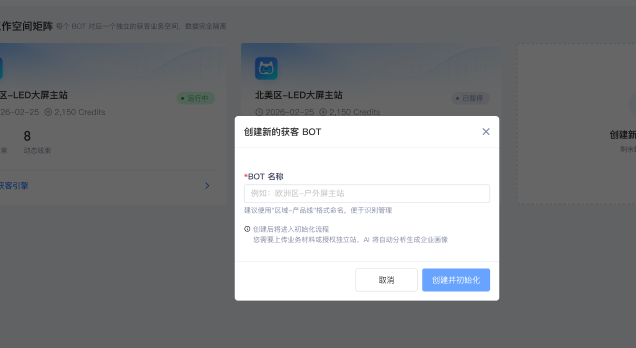 作空间矩阵 每个 BOT 对应一个独立的获客业务空间，数据完全隔离
区-LED大屏主站
运行中
26-02-25 2,150 Credits
8
动态线索
获客引擎
北美区-LED大屏主站
已暂停
2026-02-25 2,150 Credits
创建新
剩余
创建新的获客 BOT
*BOT 名称
例如：欧洲区-户外屏主站
建议使用“区域-产品线”格式命名，便于识别管理
创建后将进入初始化流程
您需要上传业务材料或授权独立站，AI 将自动分析生成企业画像
取消
创建并初始化